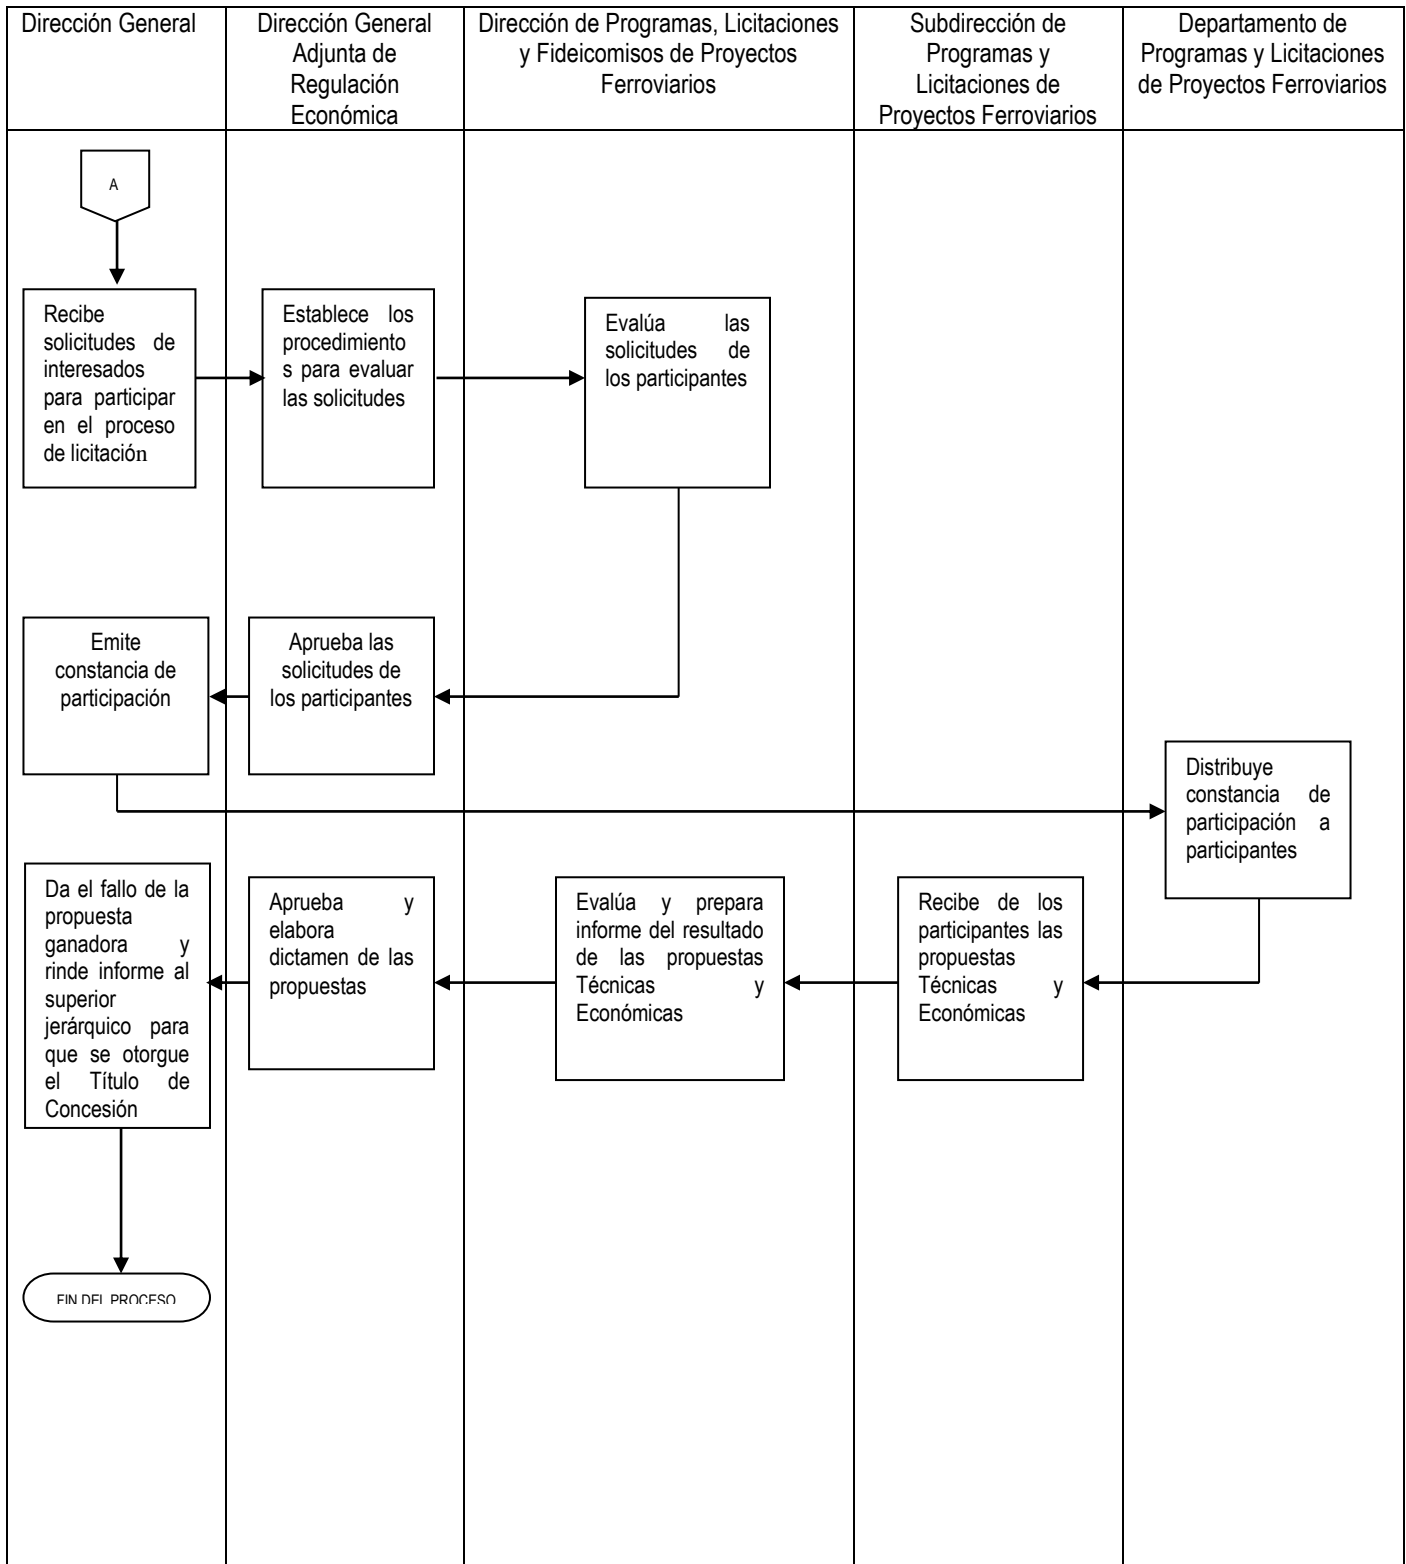 Dirección General
Dirección General
Adjunta de
Regulación
Económica
Dirección de Programas, Licitaciones
y Fideicomisos de Proyectos
Ferroviarios
Subdirección de
Programas y
Licitaciones de
Proyectos Ferroviarios
Departamento de
Programas y Licitaciones
de Proyectos Ferroviarios
A
Recibe
solicitudes de
interesados
para participar
en el proceso
de licitación
Establece los
procedimiento
s para evaluar
las solicitudes
Evalúa las
solicitudes de
los participantes
Emite
constancia de
participación
Aprueba las
solicitudes de
los participantes
Distribuye
constancia de
participación a
participantes
Da el fallo de la
propuesta
ganadora y
rinde informe al
superior
jerárquico para
que se otorgue
el Título de
Concesión
Aprueba y
elabora
dictamen de las
propuestas
Evalúa y prepara
informe del resultado
de las propuestas
Técnicas y
Económicas
Recibe de los
participantes las
propuestas
Técnicas y
Económicas
FIN DEL PROCESO